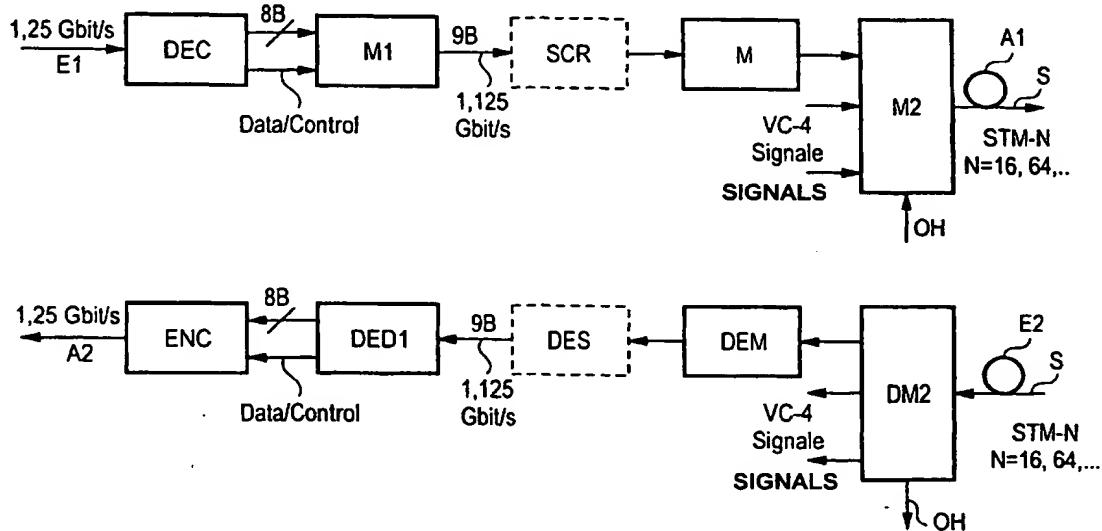 1,25 Gbit/s
E1
DEC
8B
Data/Control
M1
9B
1,125
Gbit/s
SCR
M
VC-4
Signale
SIGNALS
M2
OH
A1
S
STM-N
N=16, 64,..
1,25 Gbit/s
A2
ENC
8B
Data/Control
DED1
9B
1,125
Gbit/s
DES
DEM
VC-4
Signale
SIGNALS
DM2
OH
E2
S
STM-N
N=16, 64,...